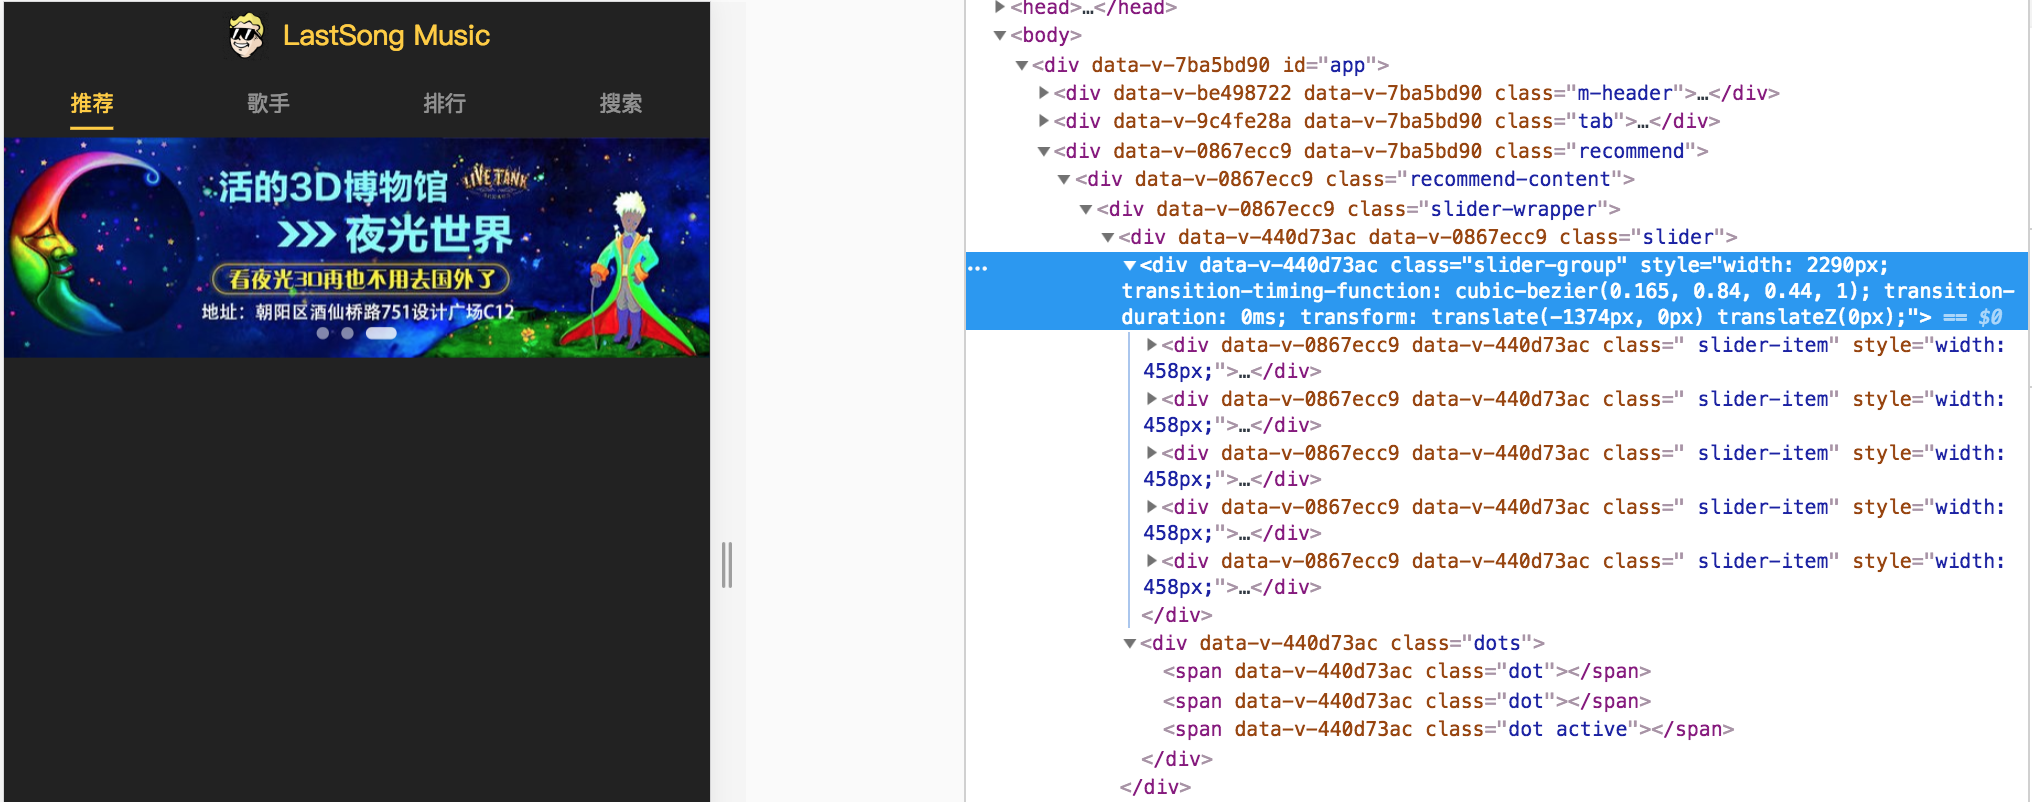 LastSong Music
推荐
歌手
排行
搜索
活的3D博物馆
LIVE TANK
>>> 夜光世界
看夜光3D再也不用去国外了
地址：朝阳区酒仙桥路751设计广场C12
▶<head>…</head>
▼<body>
▼<div data-v-7ba5bd90 id="app">
▶<div data-v-be498722 data-v-7ba5bd90 class="m-header">…</div>
▶<div data-v-9c4fe28a data-v-7ba5bd90 class="tab">…</div>
▼<div data-v-0867ecc9 data-v-7ba5bd90 class="recommend">
▼<div data-v-0867ecc9 class="recommend-content">
▼<div data-v-0867ecc9 class="slider-wrapper">
▼<div data-v-440d73ac data-v-0867ecc9 class="slider">
… ▼<div data-v-440d73ac class="slider-group" style="width: 2290px;
transition-timing-function: cubic-bezier(0.165, 0.84, 0.44, 1); transition-
duration: 0ms; transform: translate(-1374px, 0px) translateZ(0px);"> == $0
▶<div data-v-0867ecc9 data-v-440d73ac class=" slider-item" style="width:
458px;">…</div>
▶<div data-v-0867ecc9 data-v-440d73ac class=" slider-item" style="width:
458px;">…</div>
▶<div data-v-0867ecc9 data-v-440d73ac class=" slider-item" style="width:
458px;">…</div>
▶<div data-v-0867ecc9 data-v-440d73ac class=" slider-item" style="width:
458px;">…</div>
▶<div data-v-0867ecc9 data-v-440d73ac class=" slider-item" style="width:
458px;">…</div>
</div>
▼<div data-v-440d73ac class="dots">
<span data-v-440d73ac class="dot"></span>
<span data-v-440d73ac class="dot"></span>
<span data-v-440d73ac class="dot active"></span>
</div>
</div>